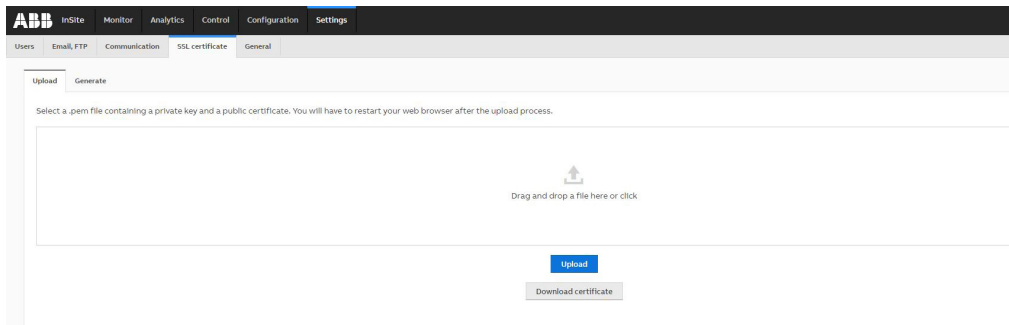 ABB InSite Monitor Analytics Control Configuration Settings
Users Email, FTP Communication SSL certificate General
Upload Generate
Select a .pem file containing a private key and a public certificate. You will have to restart your web browser after the upload process.
Drag and drop a file here or click
Upload
Download certificate